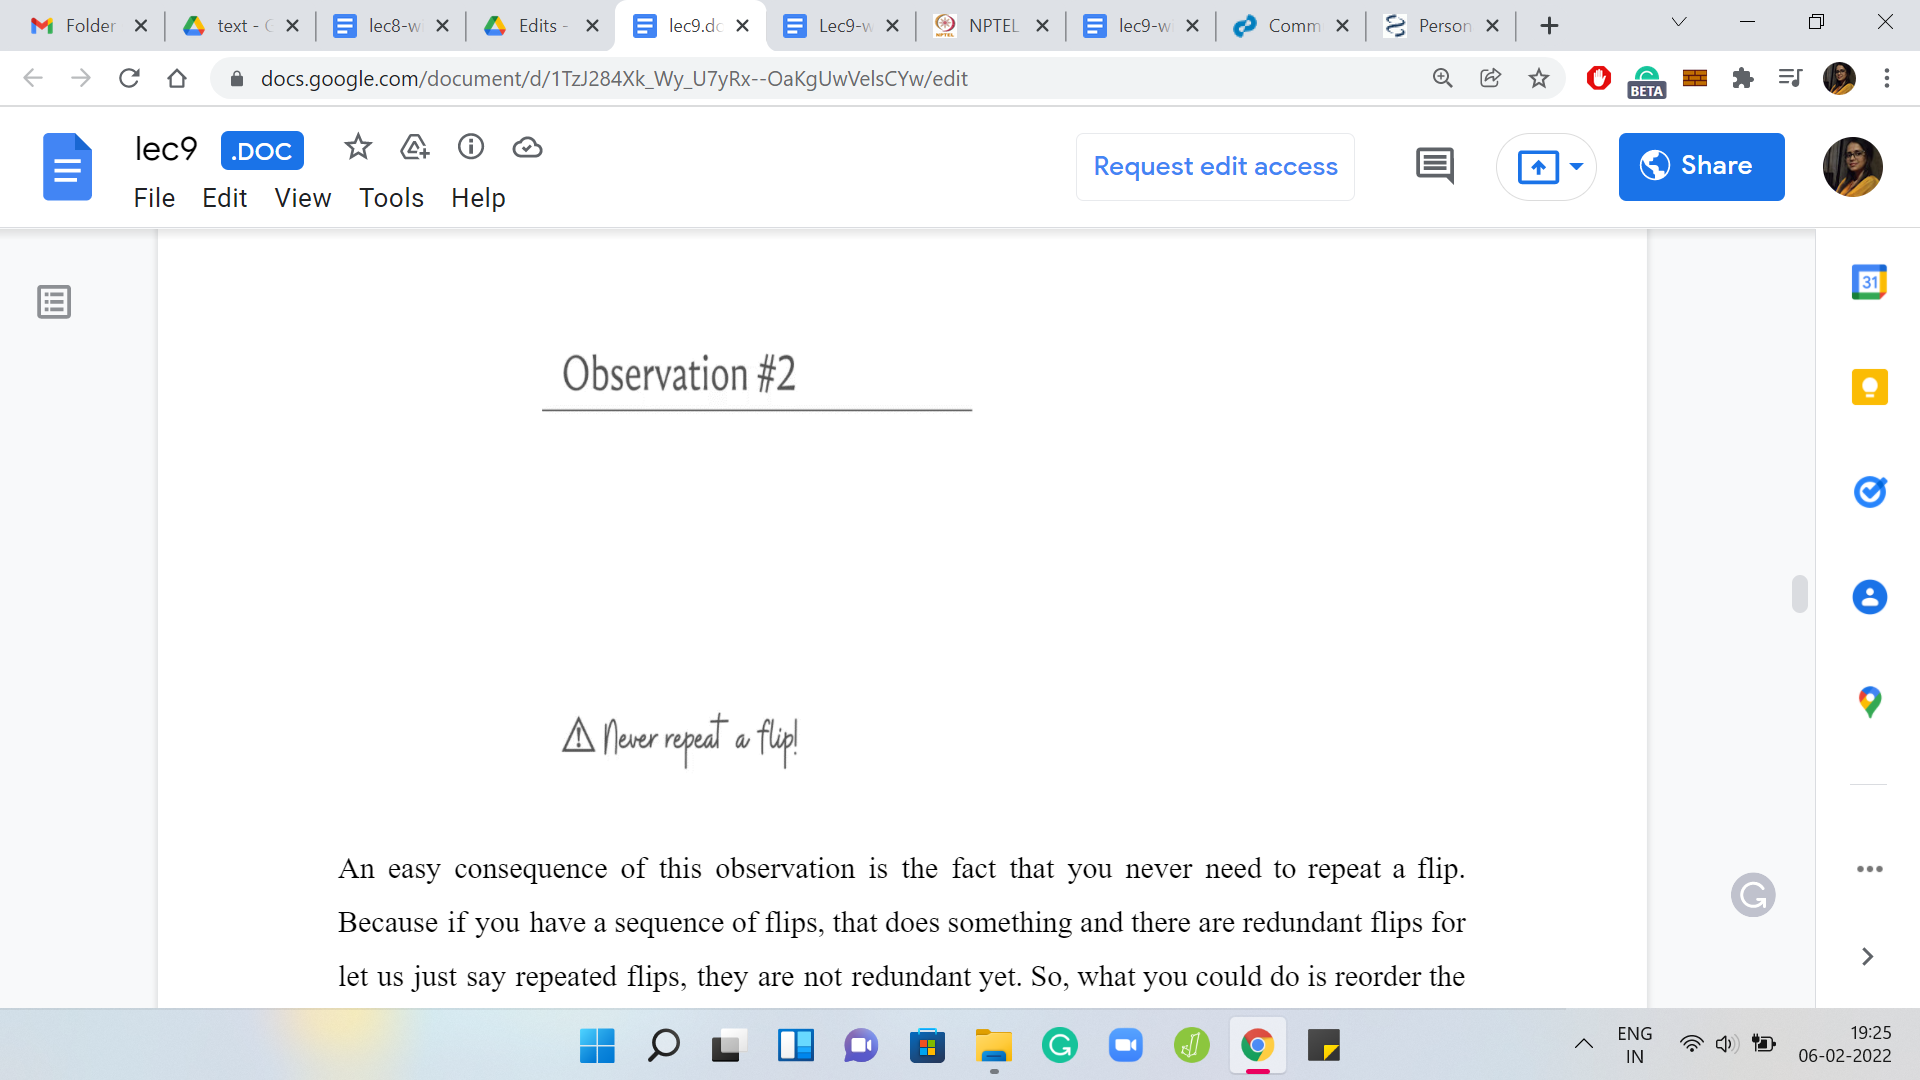 Folder
text - G
lec8-w
Edits -
lec9.dc
Lec9-w
NPTEL
lec9-w
Comm
Person
docs.google.com/document/d/1TzJ284Xk_Wy_U7yRx--OaKgUwVelsCYw/edit
BETA
lec9
.DOC
File Edit View Tools Help
Request edit access
Share
31
Observation #2
Never repeat a flip!
An easy consequence of this observation is the fact that you never need to repeat a flip.
Because if you have a sequence of flips, that does something and there are redundant flips for
let us just say repeated flips, they are not redundant yet. So, what you could do is reorder the
ENG
IN
19:25
06-02-2022